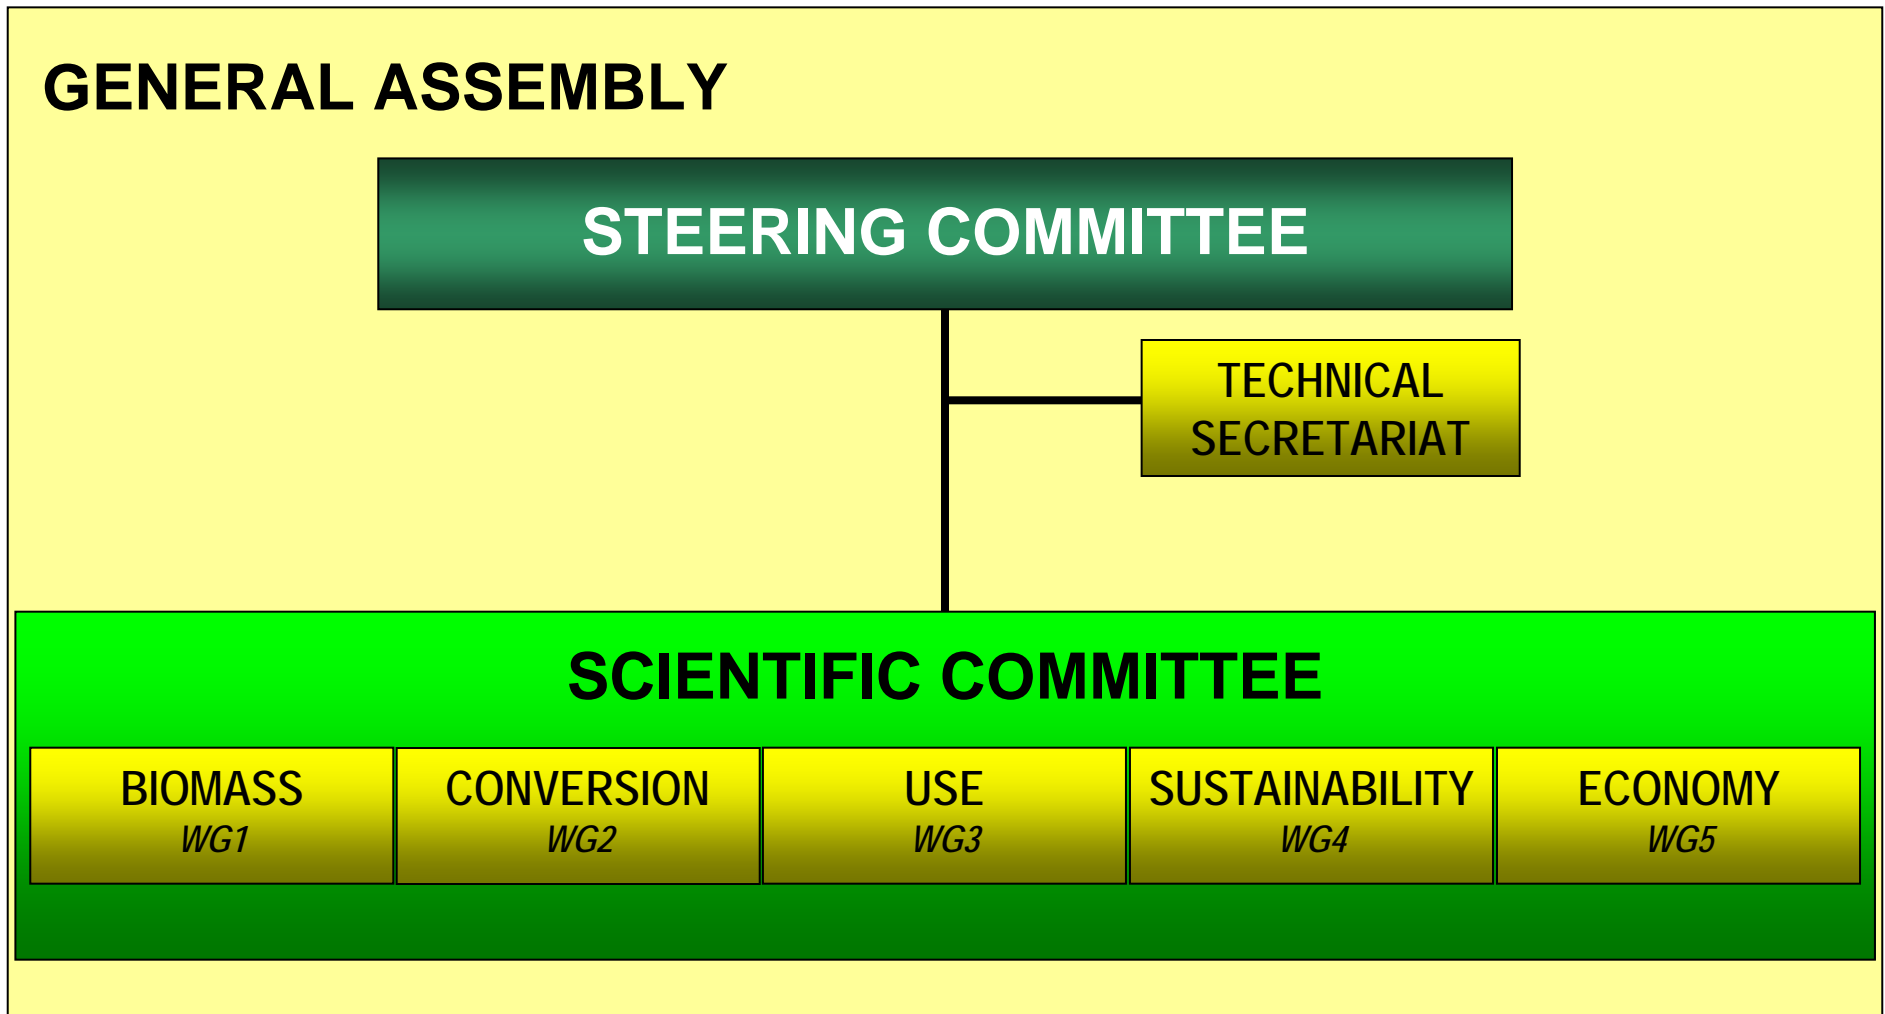 GENERAL ASSEMBLY
STEERING COMMITTEE
TECHNICAL
SECRETARIAT
SCIENTIFIC COMMITTEE
BIOMASS
WG1
CONVERSION
WG2
USE
WG3
SUSTAINABILITY
WG4
ECONOMY
WG5